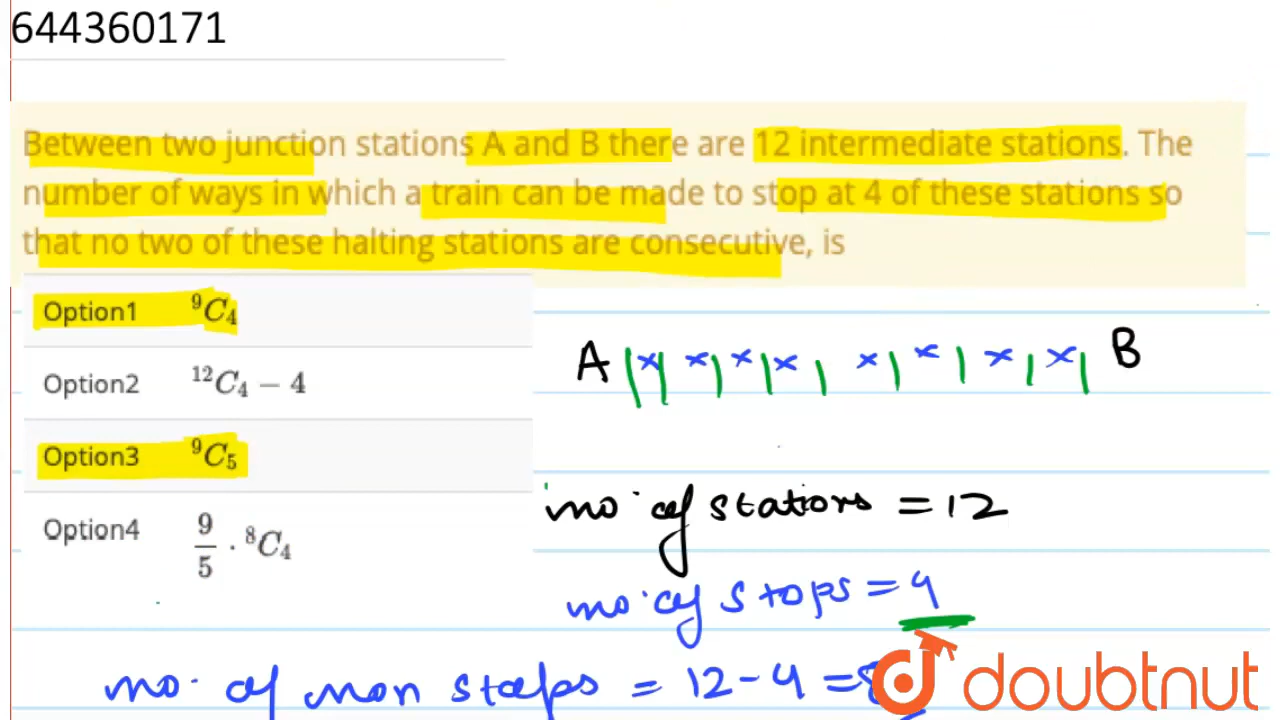 644360171
Between two junction stations A and B there are 12 intermediate stations. The
number of ways in which a train can be made to stop at 4 of these stations so
that no two of these halting stations are consecutive, is
Option1 ⁹C₄
Option2 ¹²C₄ − 4
Option3 ⁹C₅
Option4 9/5 · ⁸C₄
A |×| ×| ×|× | ×| × | ×| ×| B
no. of stations = 12
no. of stops = 4
no. of non stops = 12 - 4 = 8
doubtnut